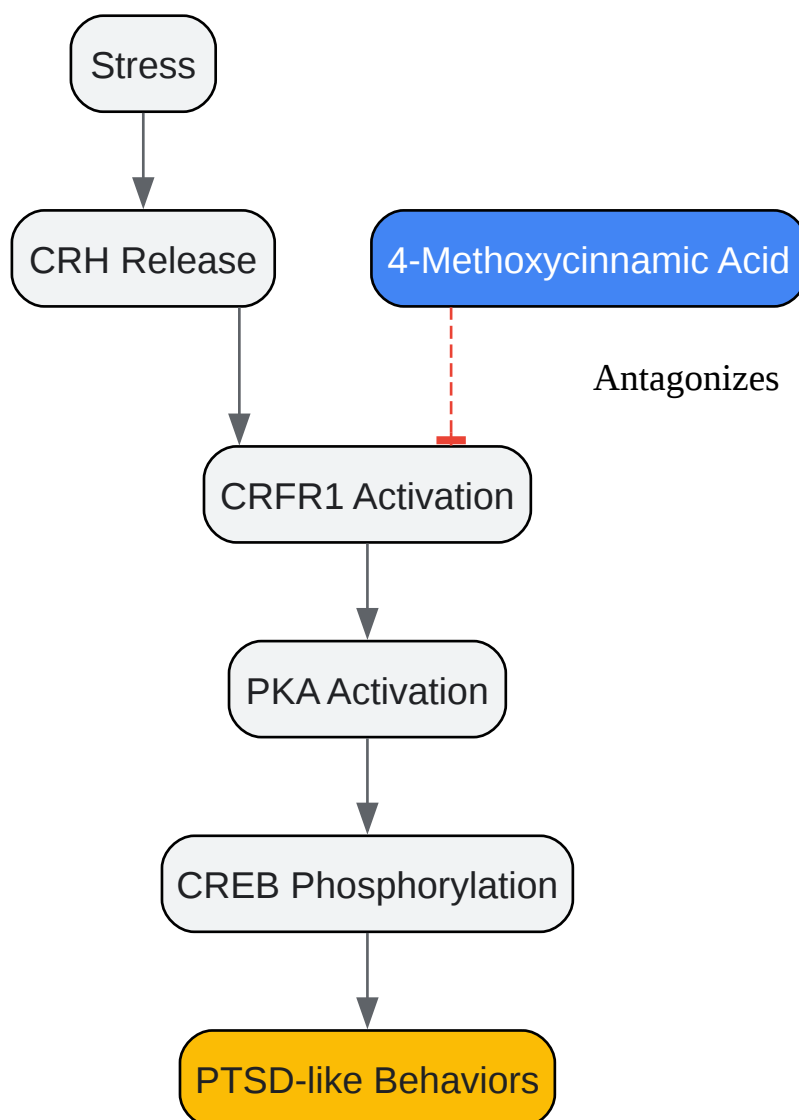 Stress
CRH Release
4-Methoxycinnamic Acid
Antagonizes
CRFR1 Activation
PKA Activation
CREB Phosphorylation
PTSD-like Behaviors